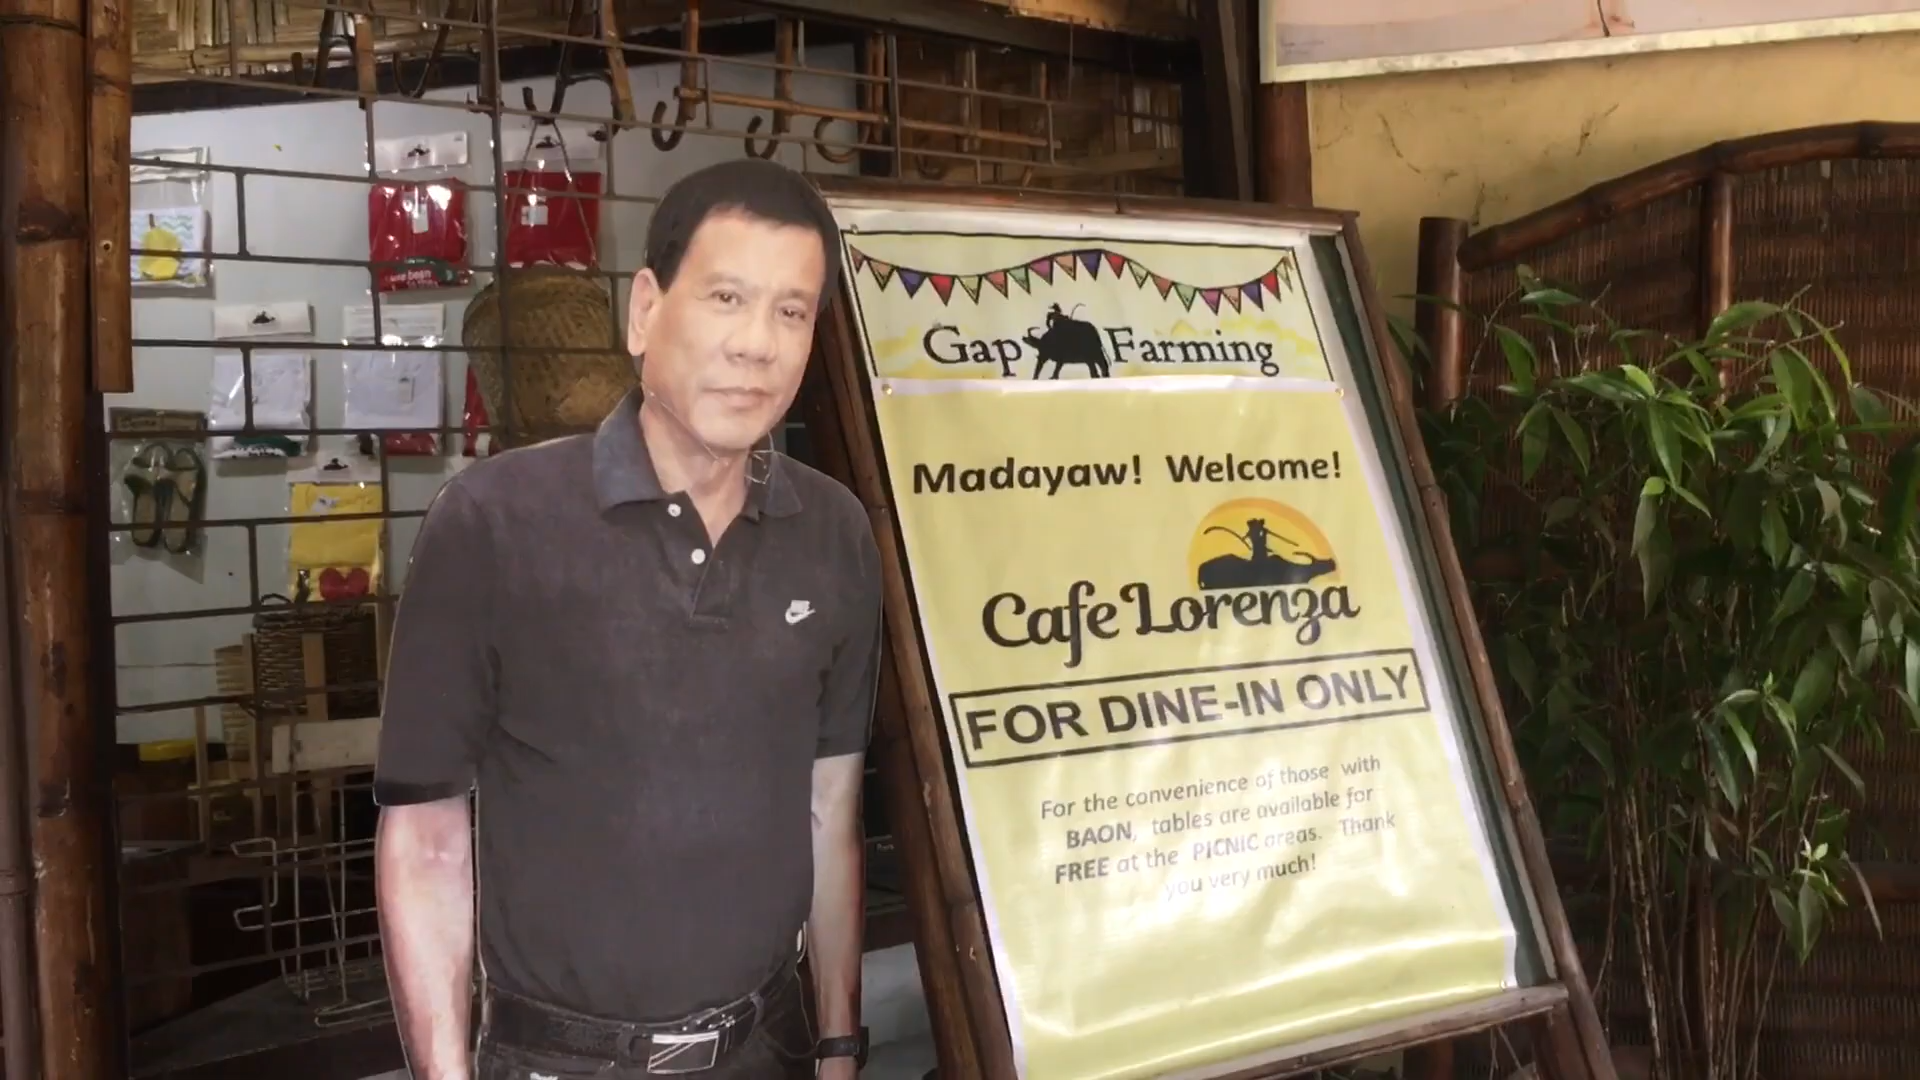 Gap Farming
Madayaw! Welcome!
Cafe Lorenza
FOR DINE-IN ONLY
For the convenience of those with
BAON, tables are available for
FREE at the PICNIC areas. Thank
you very much!